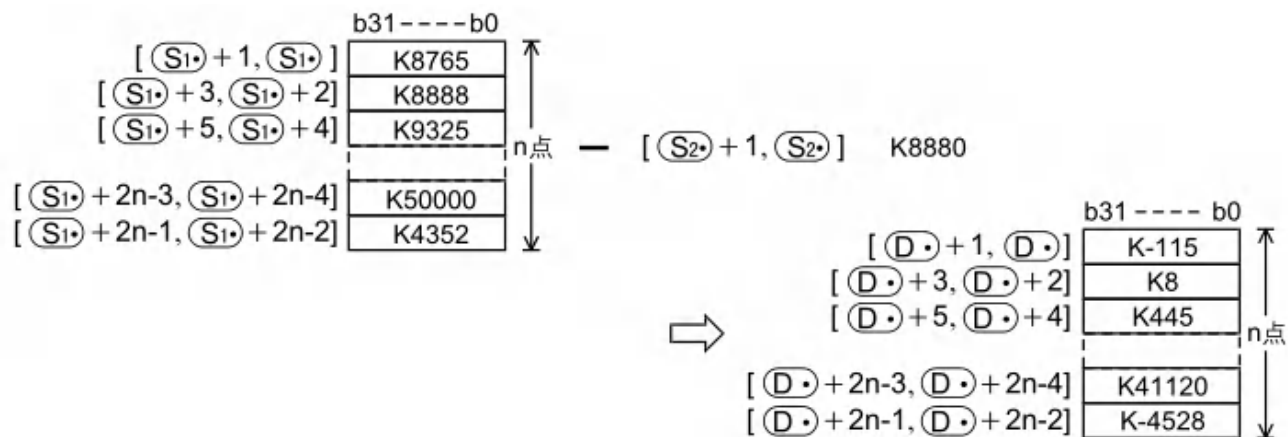 b31----b0
[(S1•)+1, (S1•)] K8765
[(S1•)+3, (S1•)+2] K8888
[(S1•)+5, (S1•)+4] K9325
n点 − [(S2•)+1, (S2•)] K8880
[(S1•)+2n-3, (S1•)+2n-4] K50000
[(S1•)+2n-1, (S1•)+2n-2] K4352
b31 ---- b0
[(D•)+1, (D•)] K-115
[(D•)+3, (D•)+2] K8
[(D•)+5, (D•)+4] K445
n点
[(D•)+2n-3, (D•)+2n-4] K41120
[(D•)+2n-1, (D•)+2n-2] K-4528